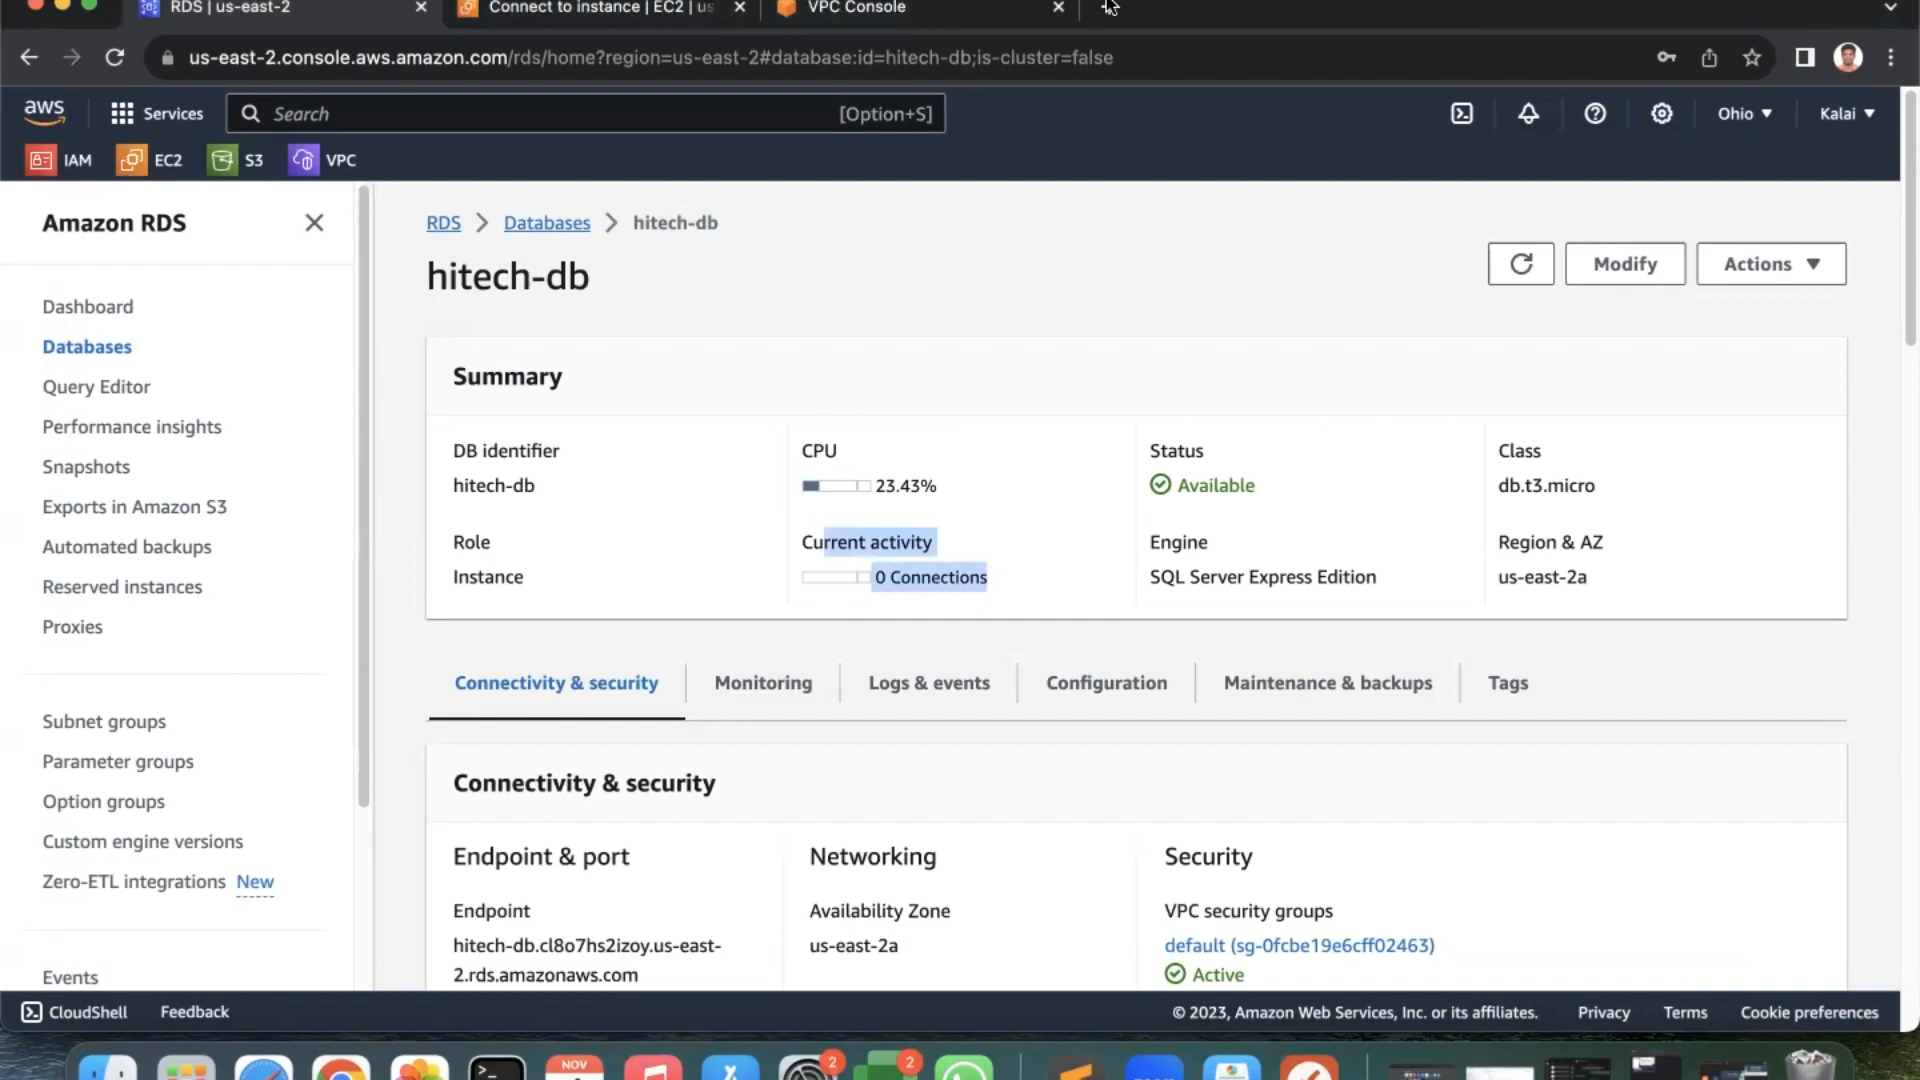 RDS | us-east-2
Connect to instance | EC2 | us
VPC Console
us-east-2.console.aws.amazon.com/rds/home?region=us-east-2#database:id=hitech-db;is-cluster=false
aws
Services
Search
[Option+S]
Ohio
Kalai
IAM
EC2
S3
VPC
Amazon RDS
Dashboard
Databases
Query Editor
Performance insights
Snapshots
Exports in Amazon S3
Automated backups
Reserved instances
Proxies
Subnet groups
Parameter groups
Option groups
Custom engine versions
Zero-ETL integrations New
Events
RDS
Databases
hitech-db
hitech-db
Modify
Actions
Summary
DB identifier
hitech-db
CPU
23.43%
Status
Available
Class
db.t3.micro
Role
Instance
Current activity
0 Connections
Engine
SQL Server Express Edition
Region & AZ
us-east-2a
Connectivity & security
Monitoring
Logs & events
Configuration
Maintenance & backups
Tags
Connectivity & security
Endpoint & port
Endpoint
hitech-db.cl8o7hs2izoy.us-east-
2.rds.amazonaws.com
Networking
Availability Zone
us-east-2a
Security
VPC security groups
default (sg-0fcbe19e6cff02463)
Active
CloudShell
Feedback
© 2023, Amazon Web Services, Inc. or its affiliates.
Privacy
Terms
Cookie preferences
NOV
2
2